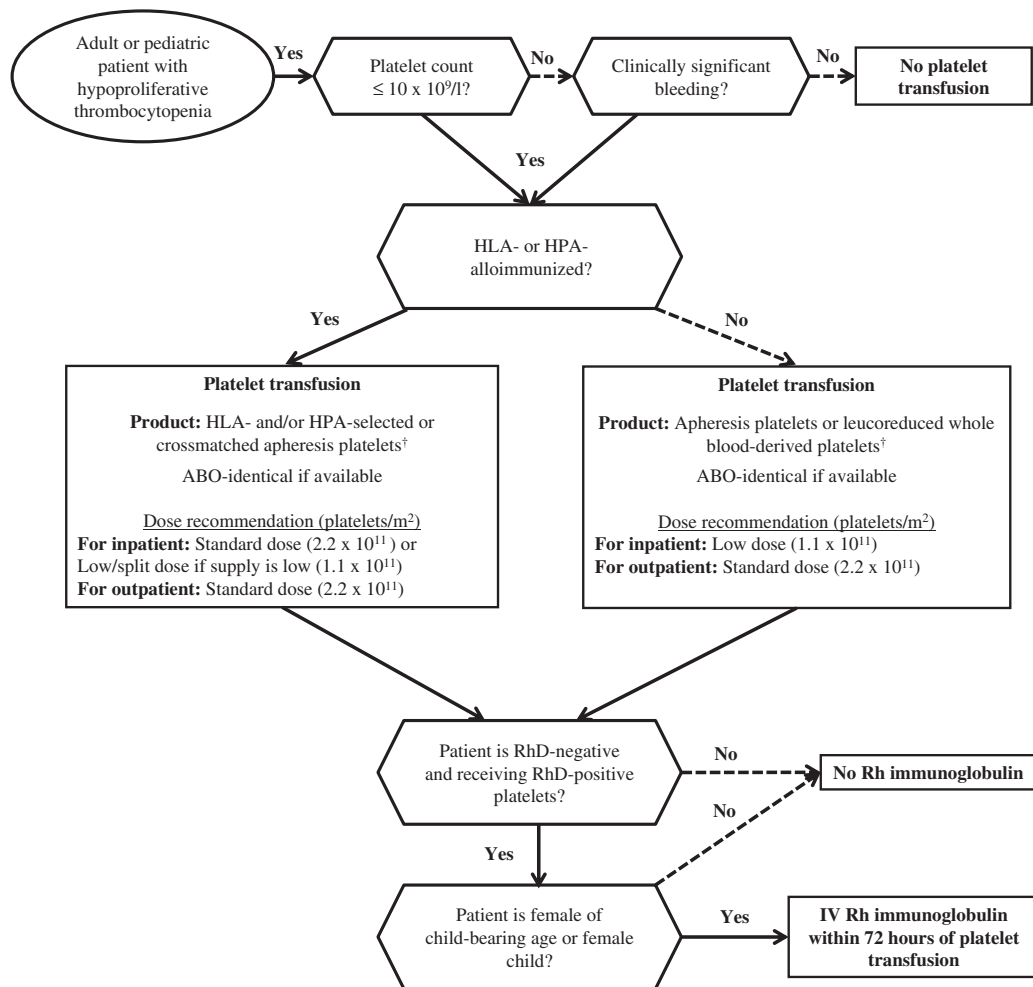 Adult or pediatric
patient with
hypoproliferative
thrombocytopenia
Yes
Platelet count
≤ 10 x 10⁹/l?
No
Clinically significant
bleeding?
No
No platelet
transfusion
Yes
HLA- or HPA-
alloimmunized?
Yes
No
Platelet transfusion
Product: HLA- and/or HPA-selected or
crossmatched apheresis platelets†
ABO-identical if available
Dose recommendation (platelets/m²)
For inpatient: Standard dose (2.2 x 10¹¹) or
Low/split dose if supply is low (1.1 x 10¹¹)
For outpatient: Standard dose (2.2 x 10¹¹)
Platelet transfusion
Product: Apheresis platelets or leucoreduced whole
blood-derived platelets†
ABO-identical if available
Dose recommendation (platelets/m²)
For inpatient: Low dose (1.1 x 10¹¹)
For outpatient: Standard dose (2.2 x 10¹¹)
Patient is RhD-negative
and receiving RhD-positive
platelets?
No
No Rh immunoglobulin
No
Yes
Patient is female of
child-bearing age or female
child?
Yes
IV Rh immunoglobulin
within 72 hours of platelet
transfusion